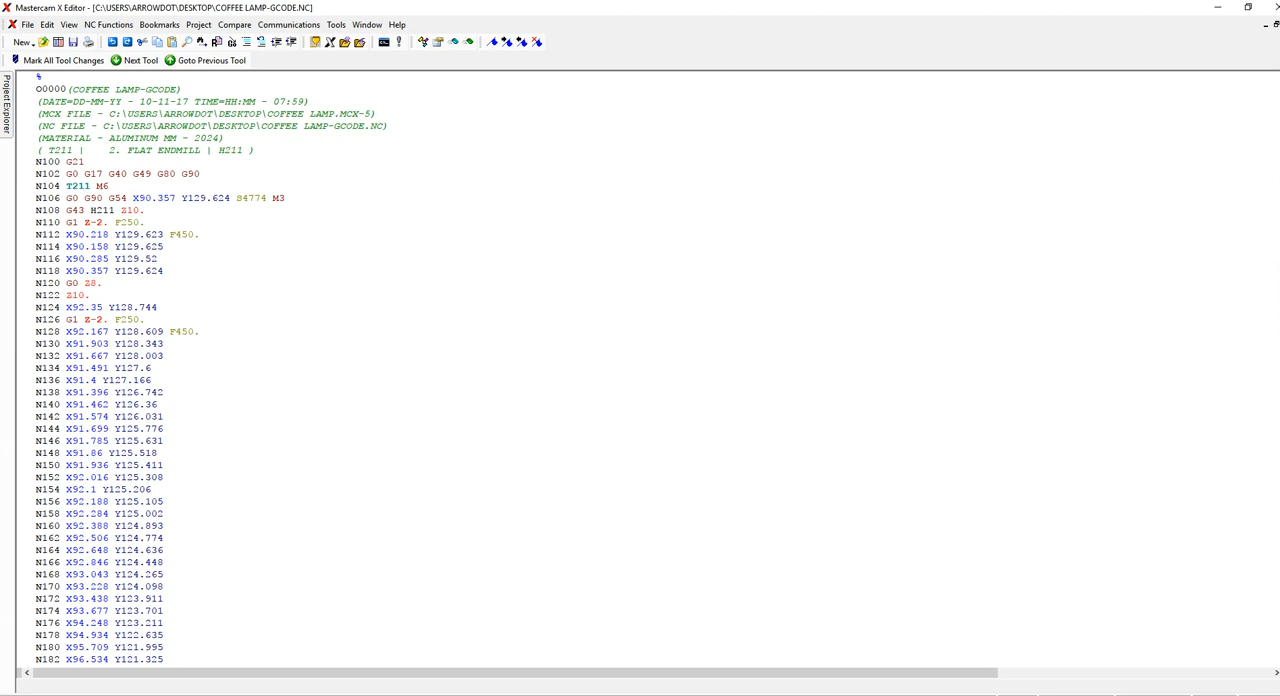 Mastercam X Editor - [C:\USERS\ARROWDOT\DESKTOP\COFFEE LAMP-GCODE.NC]
File Edit View NC Functions Bookmarks Project Compare Communications Tools Window Help
New
Mark All Tool Changes Next Tool Goto Previous Tool
Project Explorer
%
O0000(COFFEE LAMP-GCODE)
(DATE=DD-MM-YY - 10-11-17 TIME=HH:MM - 07:59)
(MCX FILE - C:\USERS\ARROWDOT\DESKTOP\COFFEE LAMP.MCX-5)
(NC FILE - C:\USERS\ARROWDOT\DESKTOP\COFFEE LAMP-GCODE.NC)
(MATERIAL - ALUMINUM MM - 2024)
( T211 | 2. FLAT ENDMILL | H211 )
N100 G21
N102 G0 G17 G40 G49 G80 G90
N104 T211 M6
N106 G0 G90 G54 X90.357 Y129.624 S4774 M3
N108 G43 H211 Z10.
N110 G1 Z-2. F250.
N112 X90.218 Y129.623 F450.
N114 X90.158 Y129.625
N116 X90.285 Y129.52
N118 X90.357 Y129.624
N120 G0 Z8.
N122 Z10.
N124 X92.35 Y128.744
N126 G1 Z-2. F250.
N128 X92.167 Y128.609 F450.
N130 X91.903 Y128.343
N132 X91.667 Y128.003
N134 X91.491 Y127.6
N136 X91.4 Y127.166
N138 X91.396 Y126.742
N140 X91.462 Y126.36
N142 X91.574 Y126.031
N144 X91.699 Y125.776
N146 X91.785 Y125.631
N148 X91.86 Y125.518
N150 X91.936 Y125.411
N152 X92.016 Y125.308
N154 X92.1 Y125.206
N156 X92.188 Y125.105
N158 X92.284 Y125.002
N160 X92.388 Y124.893
N162 X92.506 Y124.774
N164 X92.648 Y124.636
N166 X92.846 Y124.448
N168 X93.043 Y124.265
N170 X93.228 Y124.098
N172 X93.438 Y123.911
N174 X93.677 Y123.701
N176 X94.248 Y123.211
N178 X94.934 Y122.635
N180 X95.709 Y121.995
N182 X96.534 Y121.325